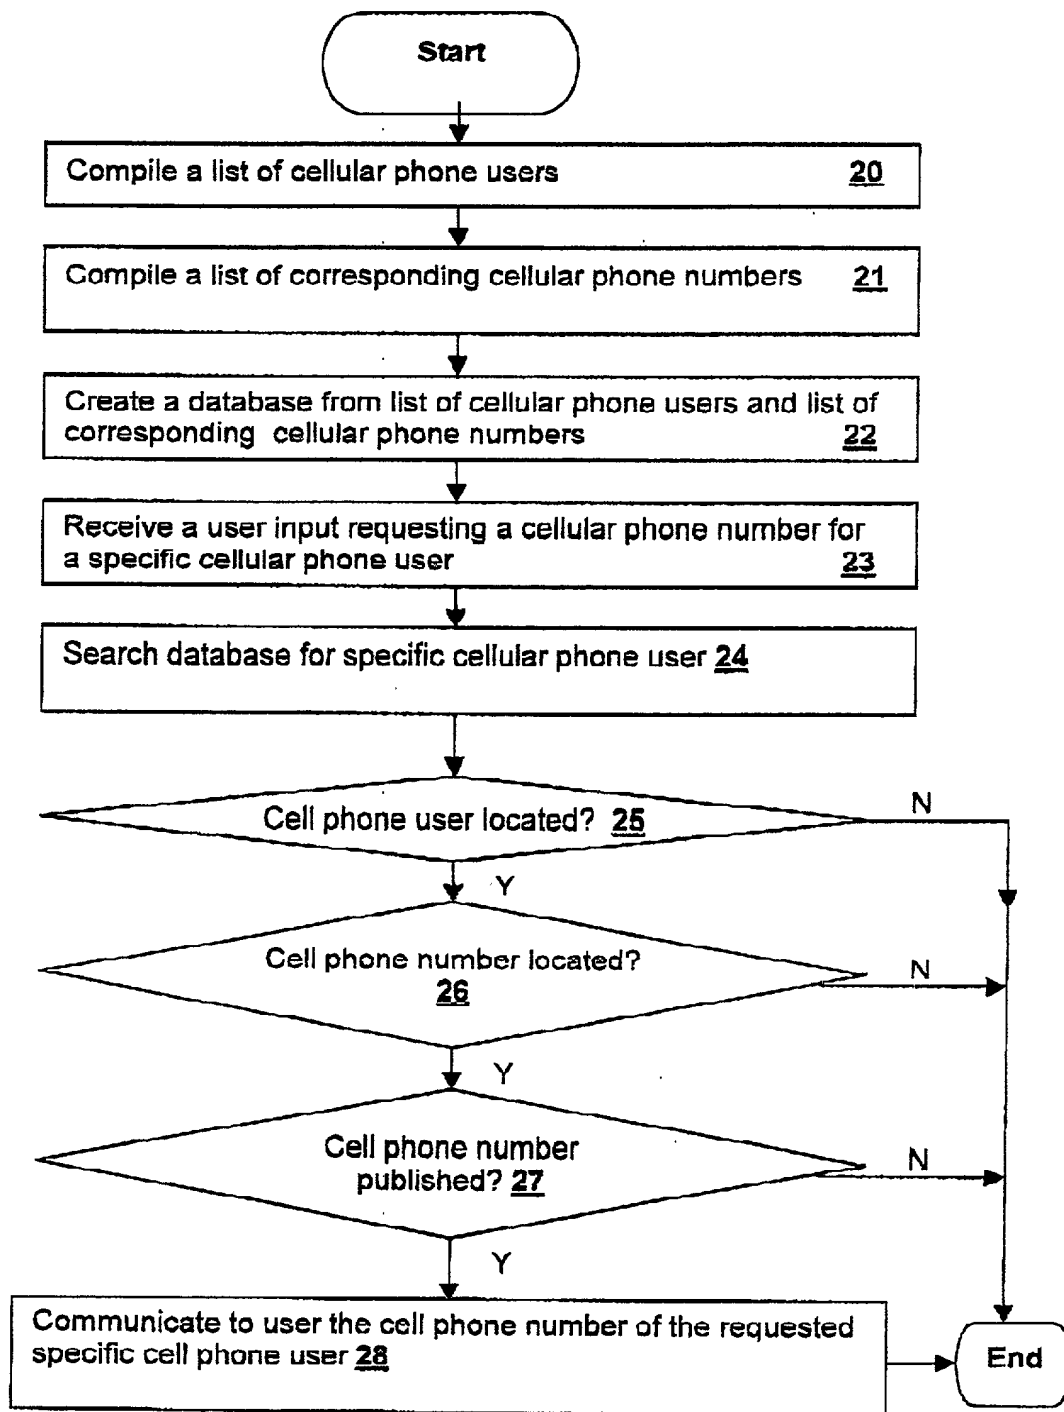 Start
Compile a list of cellular phone users 20
Compile a list of corresponding cellular phone numbers 21
Create a database from list of cellular phone users and list of
corresponding cellular phone numbers 22
Receive a user input requesting a cellular phone number for
a specific cellular phone user 23
Search database for specific cellular phone user 24
Cell phone user located? 25
N
Y
Cell phone number located?
26
N
Y
Cell phone number
published? 27
N
Y
Communicate to user the cell phone number of the requested
specific cell phone user 28
End